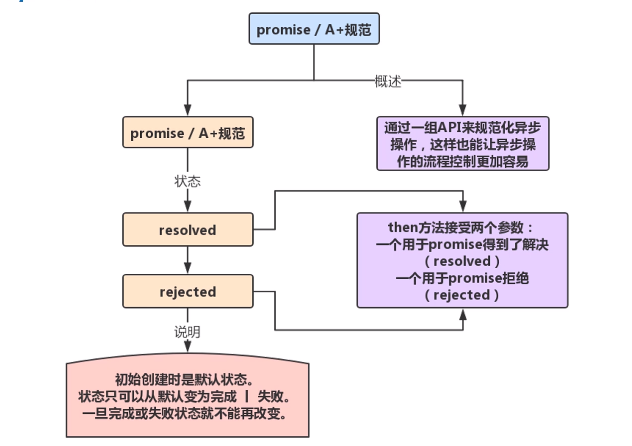 promise / A+规范
概述
promise / A+规范
通过一组API来规范化异步
操作，这样也能让异步操
作的流程控制更加容易
状态
resolved
then方法接受两个参数：
一个用于promise得到了解决
（resolved）
一个用于promise拒绝
（rejected）
rejected
说明
初始创建时是默认状态。
状态只可以从默认变为完成 | 失败。
一旦完成或失败状态就不能再改变。